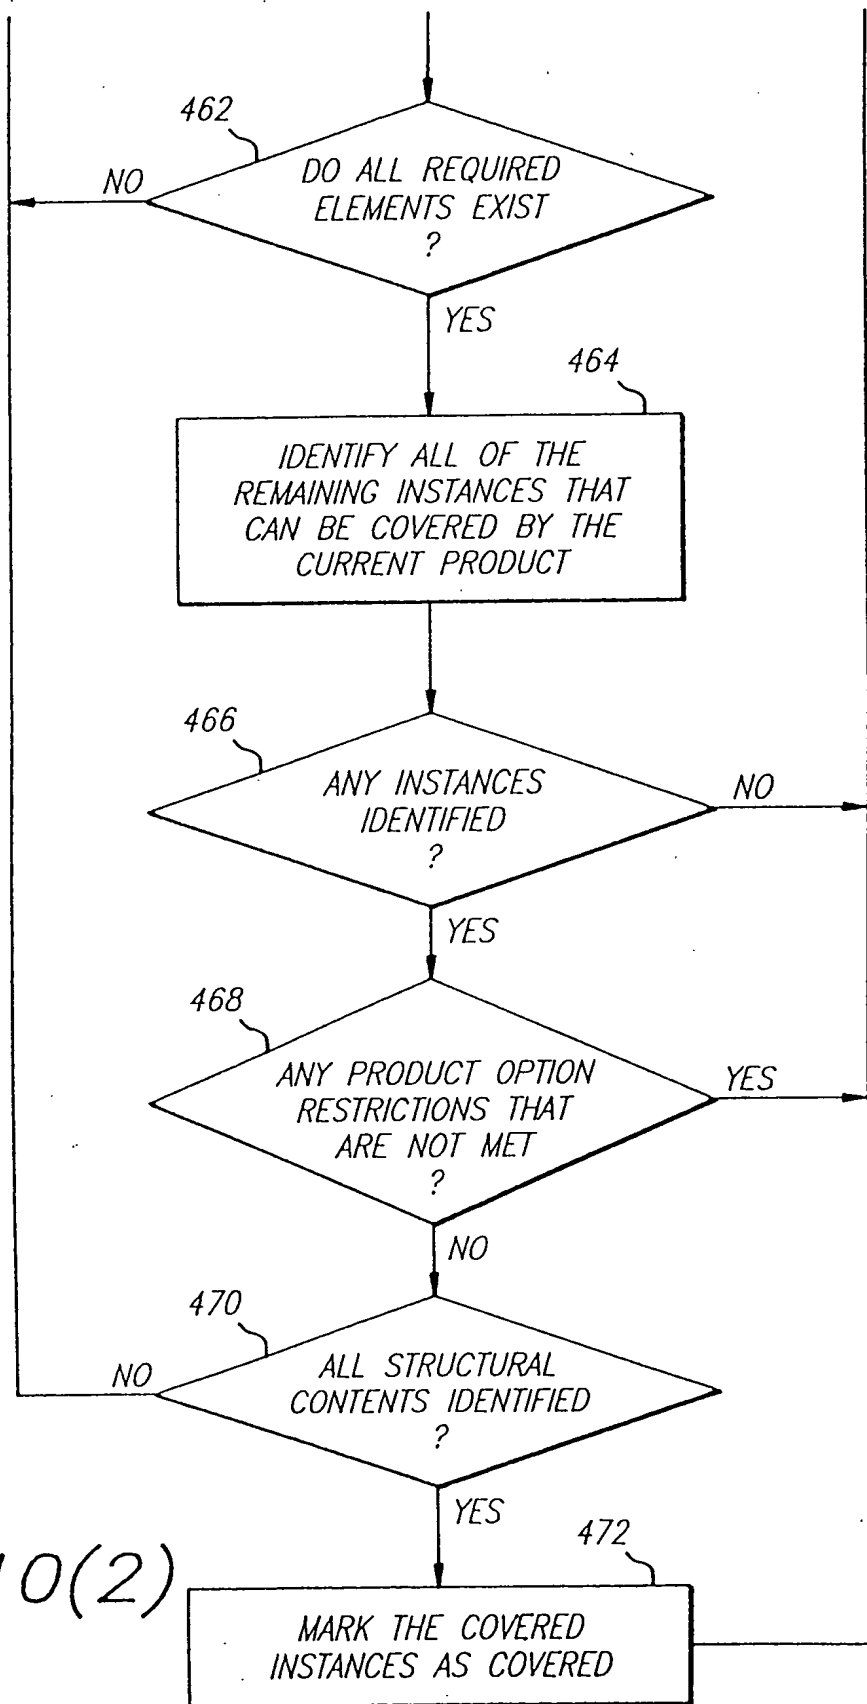 462
DO ALL REQUIRED
ELEMENTS EXIST
?
NO
YES
464
IDENTIFY ALL OF THE
REMAINING INSTANCES THAT
CAN BE COVERED BY THE
CURRENT PRODUCT
466
ANY INSTANCES
IDENTIFIED
?
NO
YES
468
ANY PRODUCT OPTION
RESTRICTIONS THAT
ARE NOT MET
?
YES
NO
470
ALL STRUCTURAL
CONTENTS IDENTIFIED
?
NO
YES
472
MARK THE COVERED
INSTANCES AS COVERED
0(2)